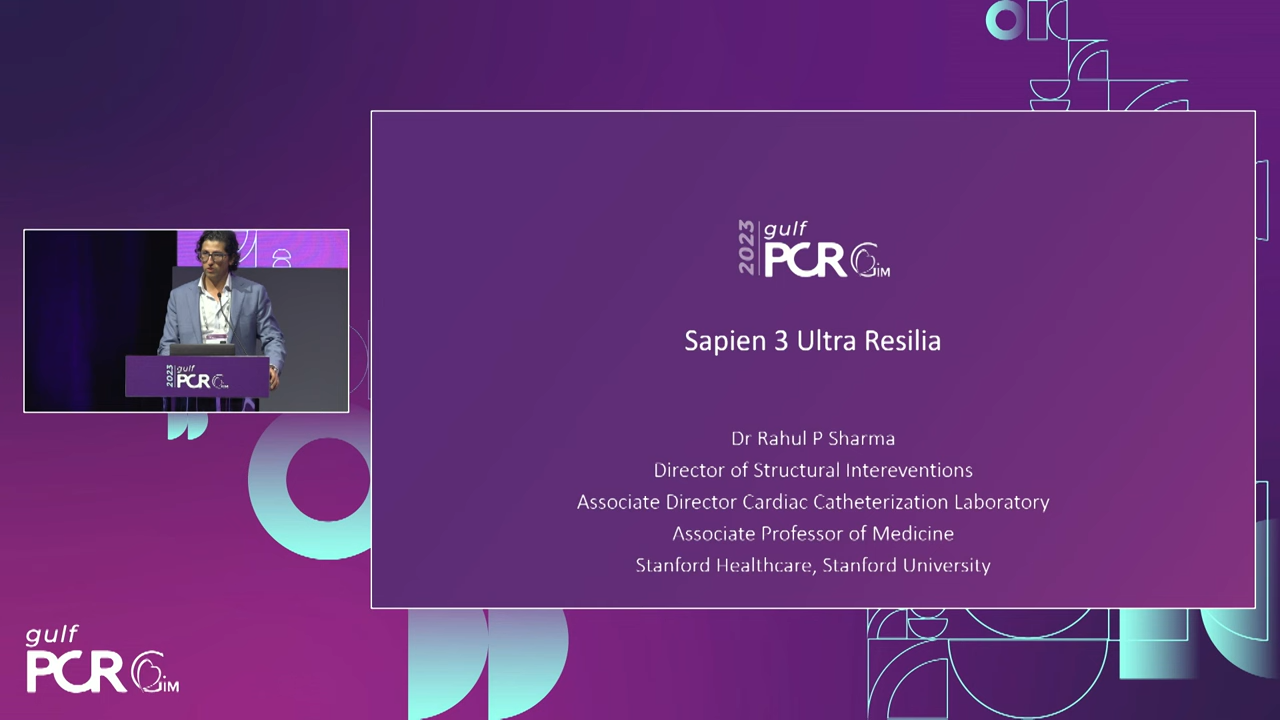 2023 gulf
PCR GIM
Sapien 3 Ultra Resilia
Dr Rahul P Sharma
Director of Structural Intereventions
Associate Director Cardiac Catheterization Laboratory
Associate Professor of Medicine
Stanford Healthcare, Stanford University
2023 gulf
PCR
gulf
PCR GIM